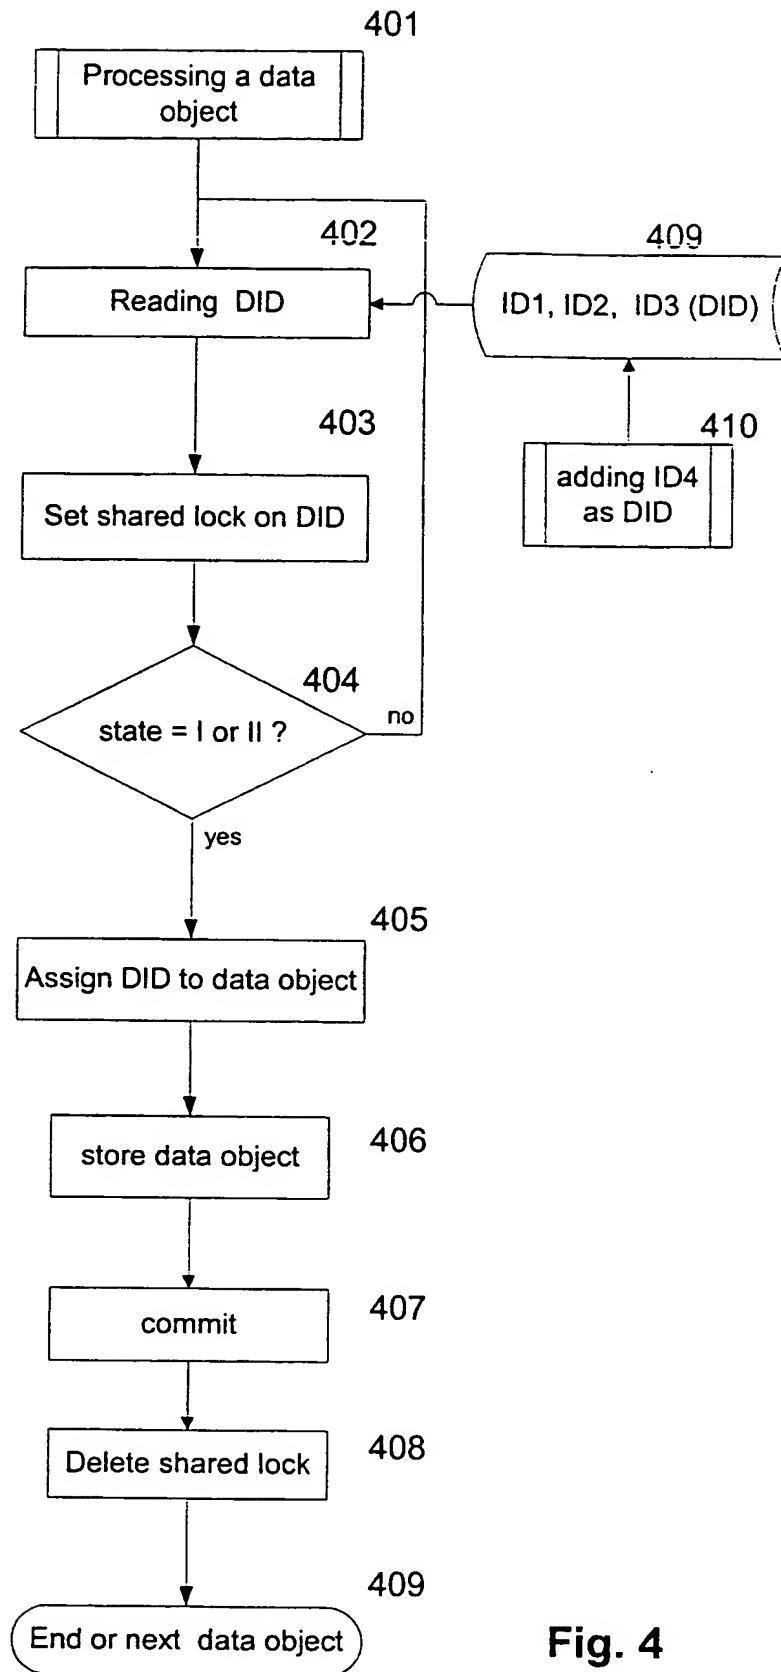 401
Processing a data
object
402
409
Reading DID
ID1, ID2, ID3 (DID)
403
410
Set shared lock on DID
adding ID4
as DID
404
state = I or II ?
no
yes
405
Assign DID to data object
406
store data object
407
commit
408
Delete shared lock
409
End or next data object
Fig. 4